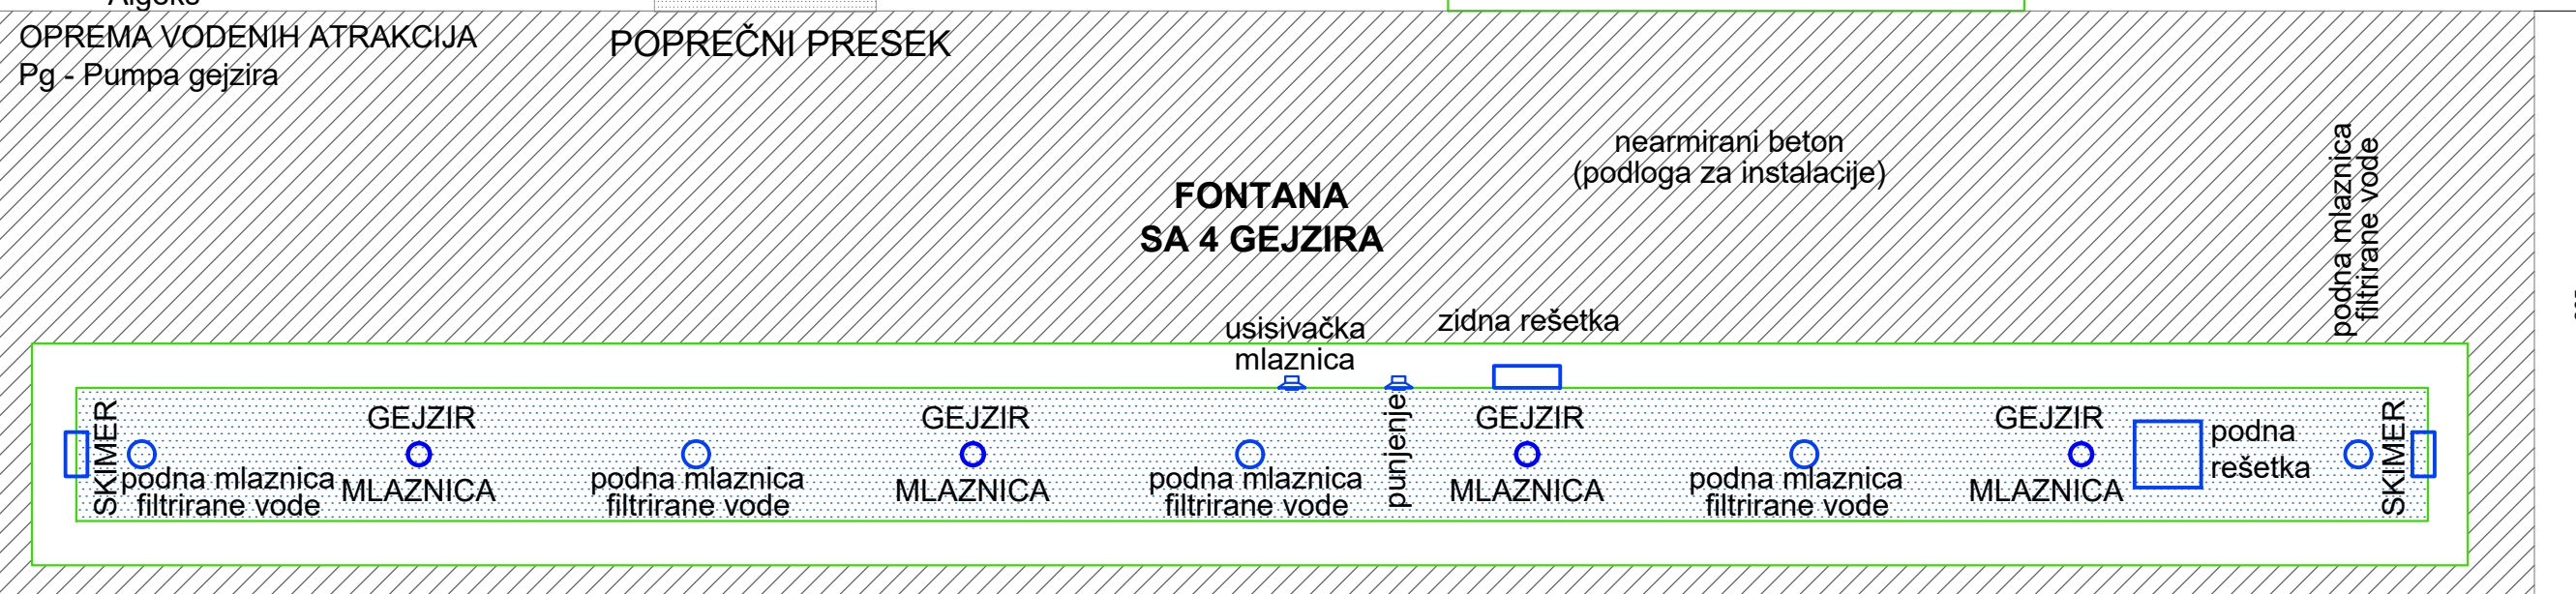 OPREMA VODENIH ATRAKCIJA
Pg - Pumpa gejzira
POPREČNI PRESEK
nearmirani beton
(podloga za instalacije)
FONTANA
SA 4 GEJZIRA
podna mlaznica
filtrirane vode
usisivačka
mlaznica
zidna rešetka
SKIMER
podna mlaznica
filtrirane vode
GEJZIR
MLAZNICA
podna mlaznica
filtrirane vode
GEJZIR
MLAZNICA
podna mlaznica
filtrirane vode
punjenje
GEJZIR
MLAZNICA
podna mlaznica
filtrirane vode
GEJZIR
MLAZNICA
podna
rešetka
SKIMER